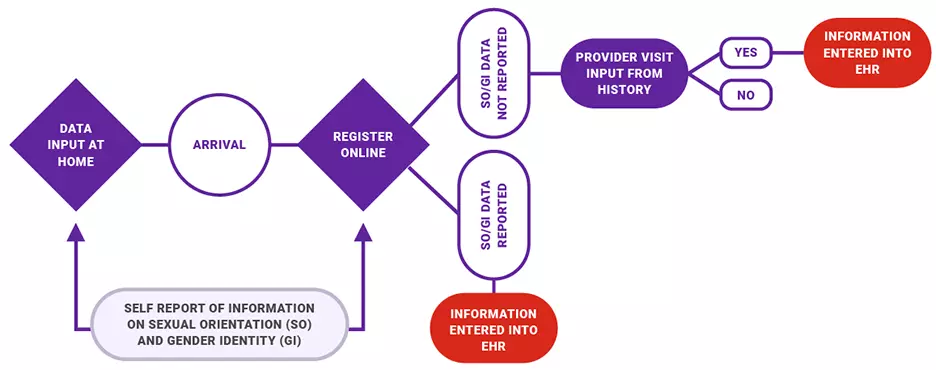 DATA
INPUT AT
HOME
ARRIVAL
REGISTER
ONLINE
SO/GI DATA
NOT REPORTED
PROVIDER VISIT
INPUT FROM
HISTORY
YES
NO
INFORMATION
ENTERED INTO
EHR
SO/GI DATA
REPORTED
INFORMATION
ENTERED INTO
EHR
SELF REPORT OF INFORMATION
ON SEXUAL ORIENTATION (SO)
AND GENDER IDENTITY (GI)